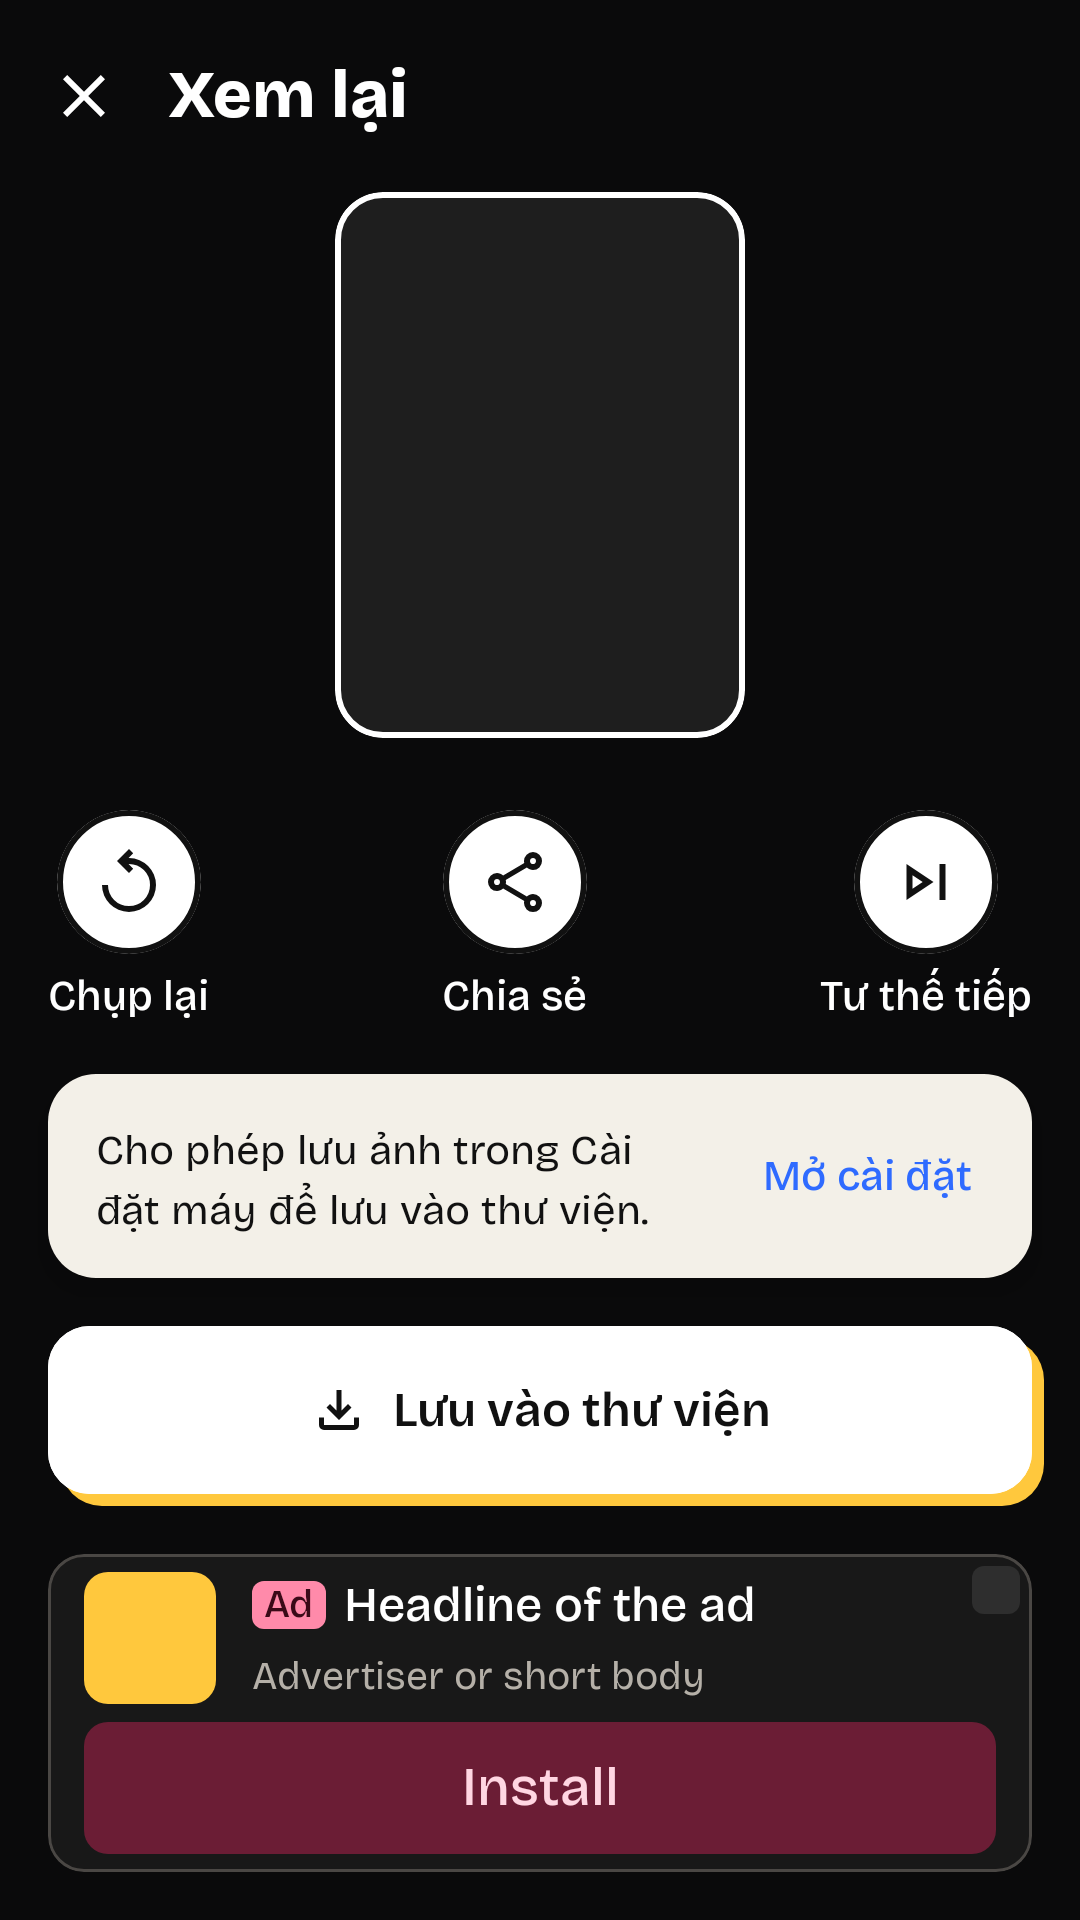 Xem lại
Chụp lại
Chia sẻ
Tư thế tiếp
Cho phép lưu ảnh trong Cài
đặt máy để lưu vào thư viện.
Mở cài đặt
Lưu vào thư viện
Ad Headline of the ad
Advertiser or short body
Install